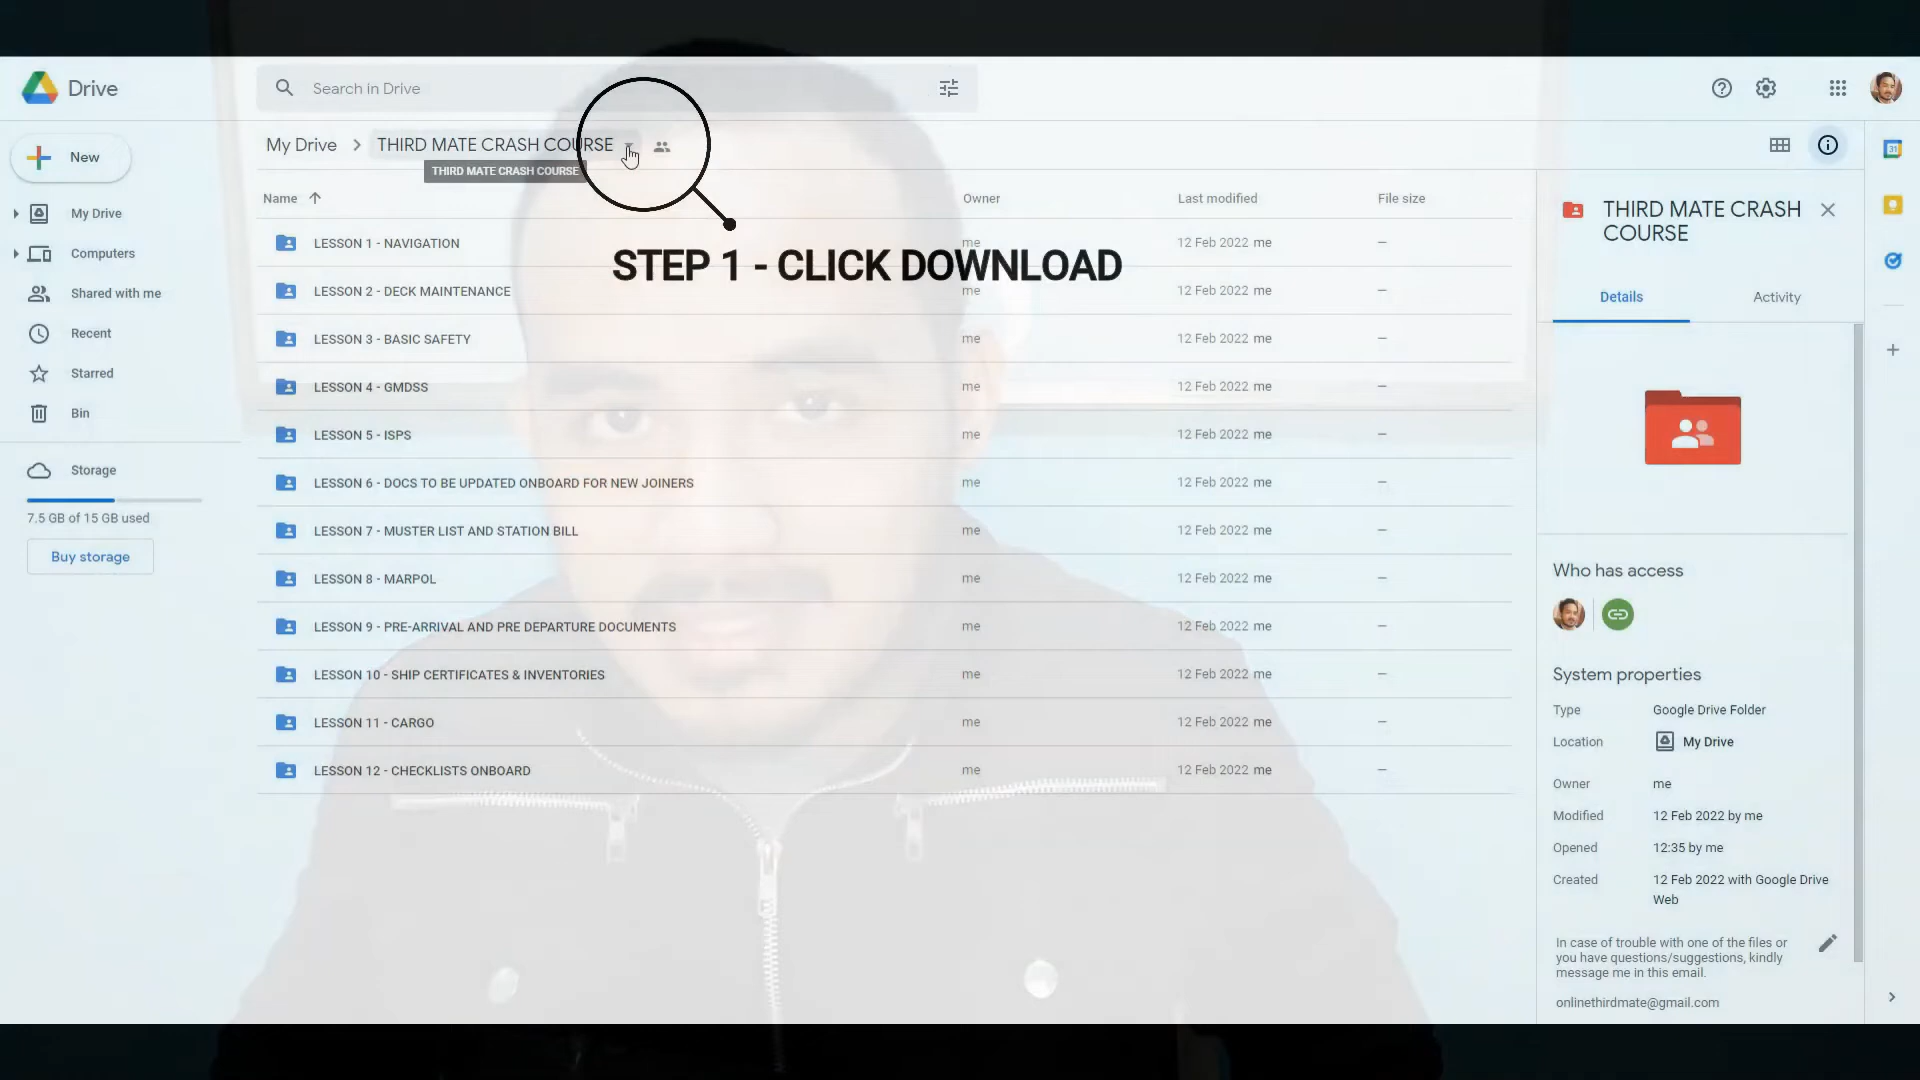 Drive
Search in Drive
New
My Drive
THIRD MATE CRASH COURSE
THIRD MATE CRASH COURSE
STEP 1 - CLICK DOWNLOAD
My Drive
Computers
Shared with me
Recent
Starred
Bin
Storage
7.5 GB of 15 GB used
Buy storage
Name Owner Last modified File size
LESSON 1 - NAVIGATION me 12 Feb 2022 me –
LESSON 2 - DECK MAINTENANCE me 12 Feb 2022 me –
LESSON 3 - BASIC SAFETY me 12 Feb 2022 me –
LESSON 4 - GMDSS me 12 Feb 2022 me –
LESSON 5 - ISPS me 12 Feb 2022 me –
LESSON 6 - DOCS TO BE UPDATED ONBOARD FOR NEW JOINERS me 12 Feb 2022 me –
LESSON 7 - MUSTER LIST AND STATION BILL me 12 Feb 2022 me –
LESSON 8 - MARPOL me 12 Feb 2022 me –
LESSON 9 - PRE-ARRIVAL AND PRE DEPARTURE DOCUMENTS me 12 Feb 2022 me –
LESSON 10 - SHIP CERTIFICATES & INVENTORIES me 12 Feb 2022 me –
LESSON 11 - CARGO me 12 Feb 2022 me –
LESSON 12 - CHECKLISTS ONBOARD me 12 Feb 2022 me –
THIRD MATE CRASH
COURSE
Details Activity
Who has access
System properties
Type Google Drive Folder
Location My Drive
Owner me
Modified 12 Feb 2022 by me
Opened 12:35 by me
Created 12 Feb 2022 with Google Drive
Web
In case of trouble with one of the files or
you have questions/suggestions, kindly
message me in this email.
onlinethirdmate@gmail.com
31